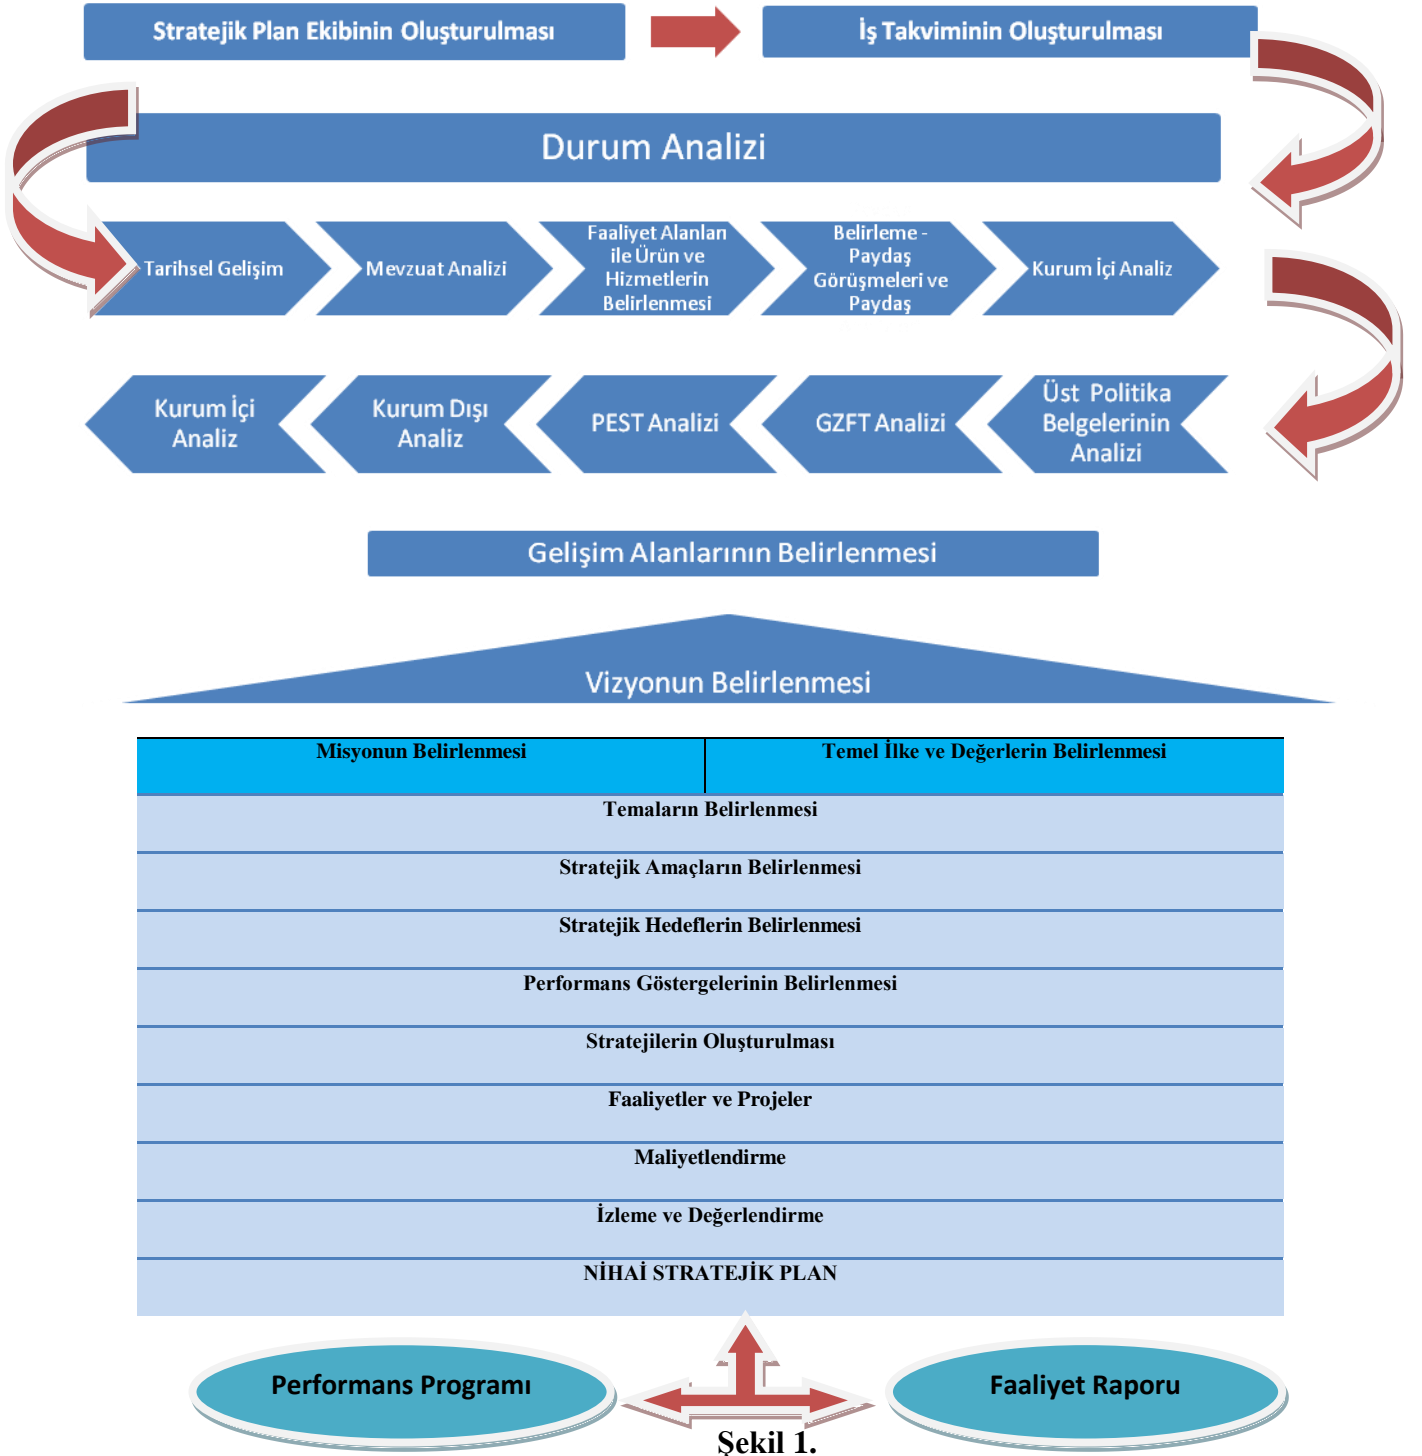 Stratejik Plan Ekibinin Oluşturulması
İş Takviminin Oluşturulması
Durum Analizi
Tarihsel Gelişim
Mevzuat Analizi
Faaliyet Alanları
ile Ürün ve
Hizmetlerin
Belirlenmesi
Belirleme -
Paydaş
Görüşmeleri ve
Paydaş
Kurum İçi Analiz
Kurum İçi
Analiz
Kurum Dışı
Analiz
PEST Analizi
GZFT Analizi
Üst Politika
Belgelerinin
Analizi
Gelişim Alanlarının Belirlenmesi
Vizyonun Belirlenmesi
Misyonun Belirlenmesi
Temel İlke ve Değerlerin Belirlenmesi
Temaların Belirlenmesi
Stratejik Amaçların Belirlenmesi
Stratejik Hedeflerin Belirlenmesi
Performans Göstergelerinin Belirlenmesi
Stratejilerin Oluşturulması
Faaliyetler ve Projeler
Maliyetlendirme
İzleme ve Değerlendirme
NİHAİ STRATEJİK PLAN
Performans Programı
Faaliyet Raporu
Şekil 1.